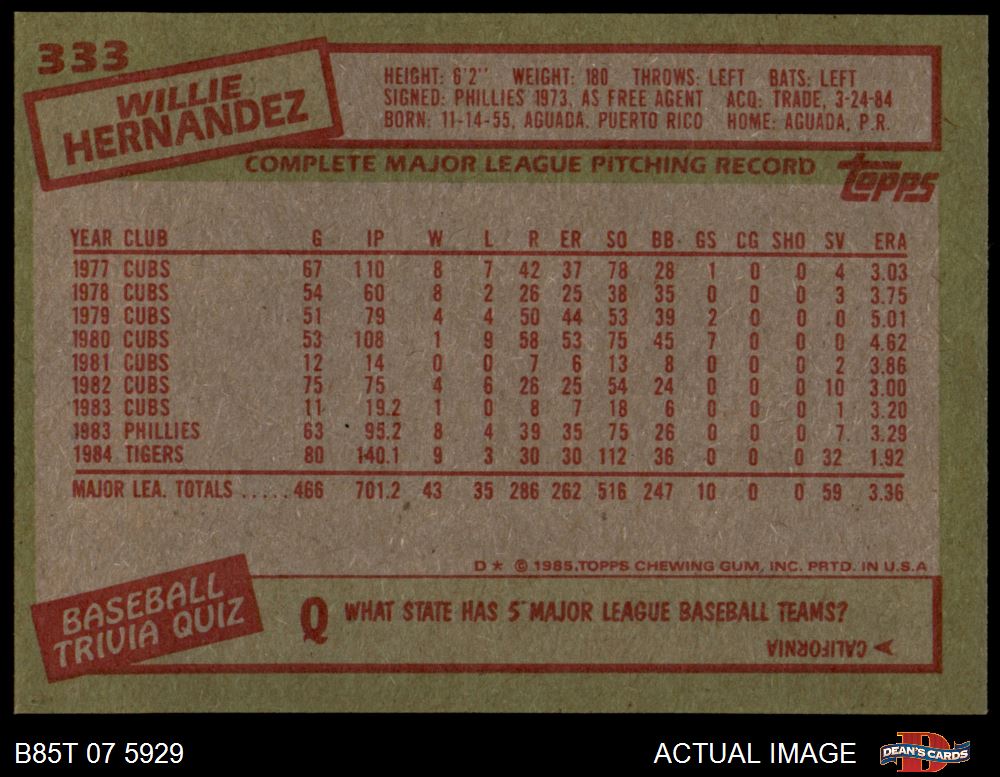 333
WILLIE
HERNANDEZ
HEIGHT: 6'2" WEIGHT: 180 THROWS: LEFT BATS: LEFT
SIGNED: PHILLIES 1973, AS FREE AGENT ACQ: TRADE, 3-24-84
BORN: 11-14-55, AGUADA, PUERTO RICO HOME: AGUADA, P.R.
COMPLETE MAJOR LEAGUE PITCHING RECORD
topps
YEAR CLUB G IP W L R ER SO BB GS CG SHO SV ERA
1977 CUBS 67 110 8 7 42 37 78 28 1 0 0 4 3.03
1978 CUBS 54 60 8 2 26 25 38 35 0 0 0 3 3.75
1979 CUBS 51 79 4 4 50 44 53 39 2 0 0 0 5.01
1980 CUBS 53 108 1 9 58 53 75 45 7 0 0 0 4.62
1981 CUBS 12 14 0 0 7 6 13 8 0 0 0 2 3.86
1982 CUBS 75 75 4 6 26 25 54 24 0 0 0 10 3.00
1983 CUBS 11 19.2 1 0 8 7 18 6 0 0 0 1 3.20
1983 PHILLIES 63 95.2 8 4 39 35 75 26 0 0 0 7 3.29
1984 TIGERS 80 140.1 9 3 30 30 112 36 0 0 0 32 1.92
MAJOR LEA. TOTALS ..... 466 701.2 43 35 286 262 516 247 10 0 0 59 3.36
D★ © 1985 TOPPS CHEWING GUM, INC. PRTD. IN U.S.A
BASEBALL
TRIVIA QUIZ
Q WHAT STATE HAS 5 MAJOR LEAGUE BASEBALL TEAMS?
CALIFORNIA
B85T 07 5929
ACTUAL IMAGE
D
DEAN'S CARDS